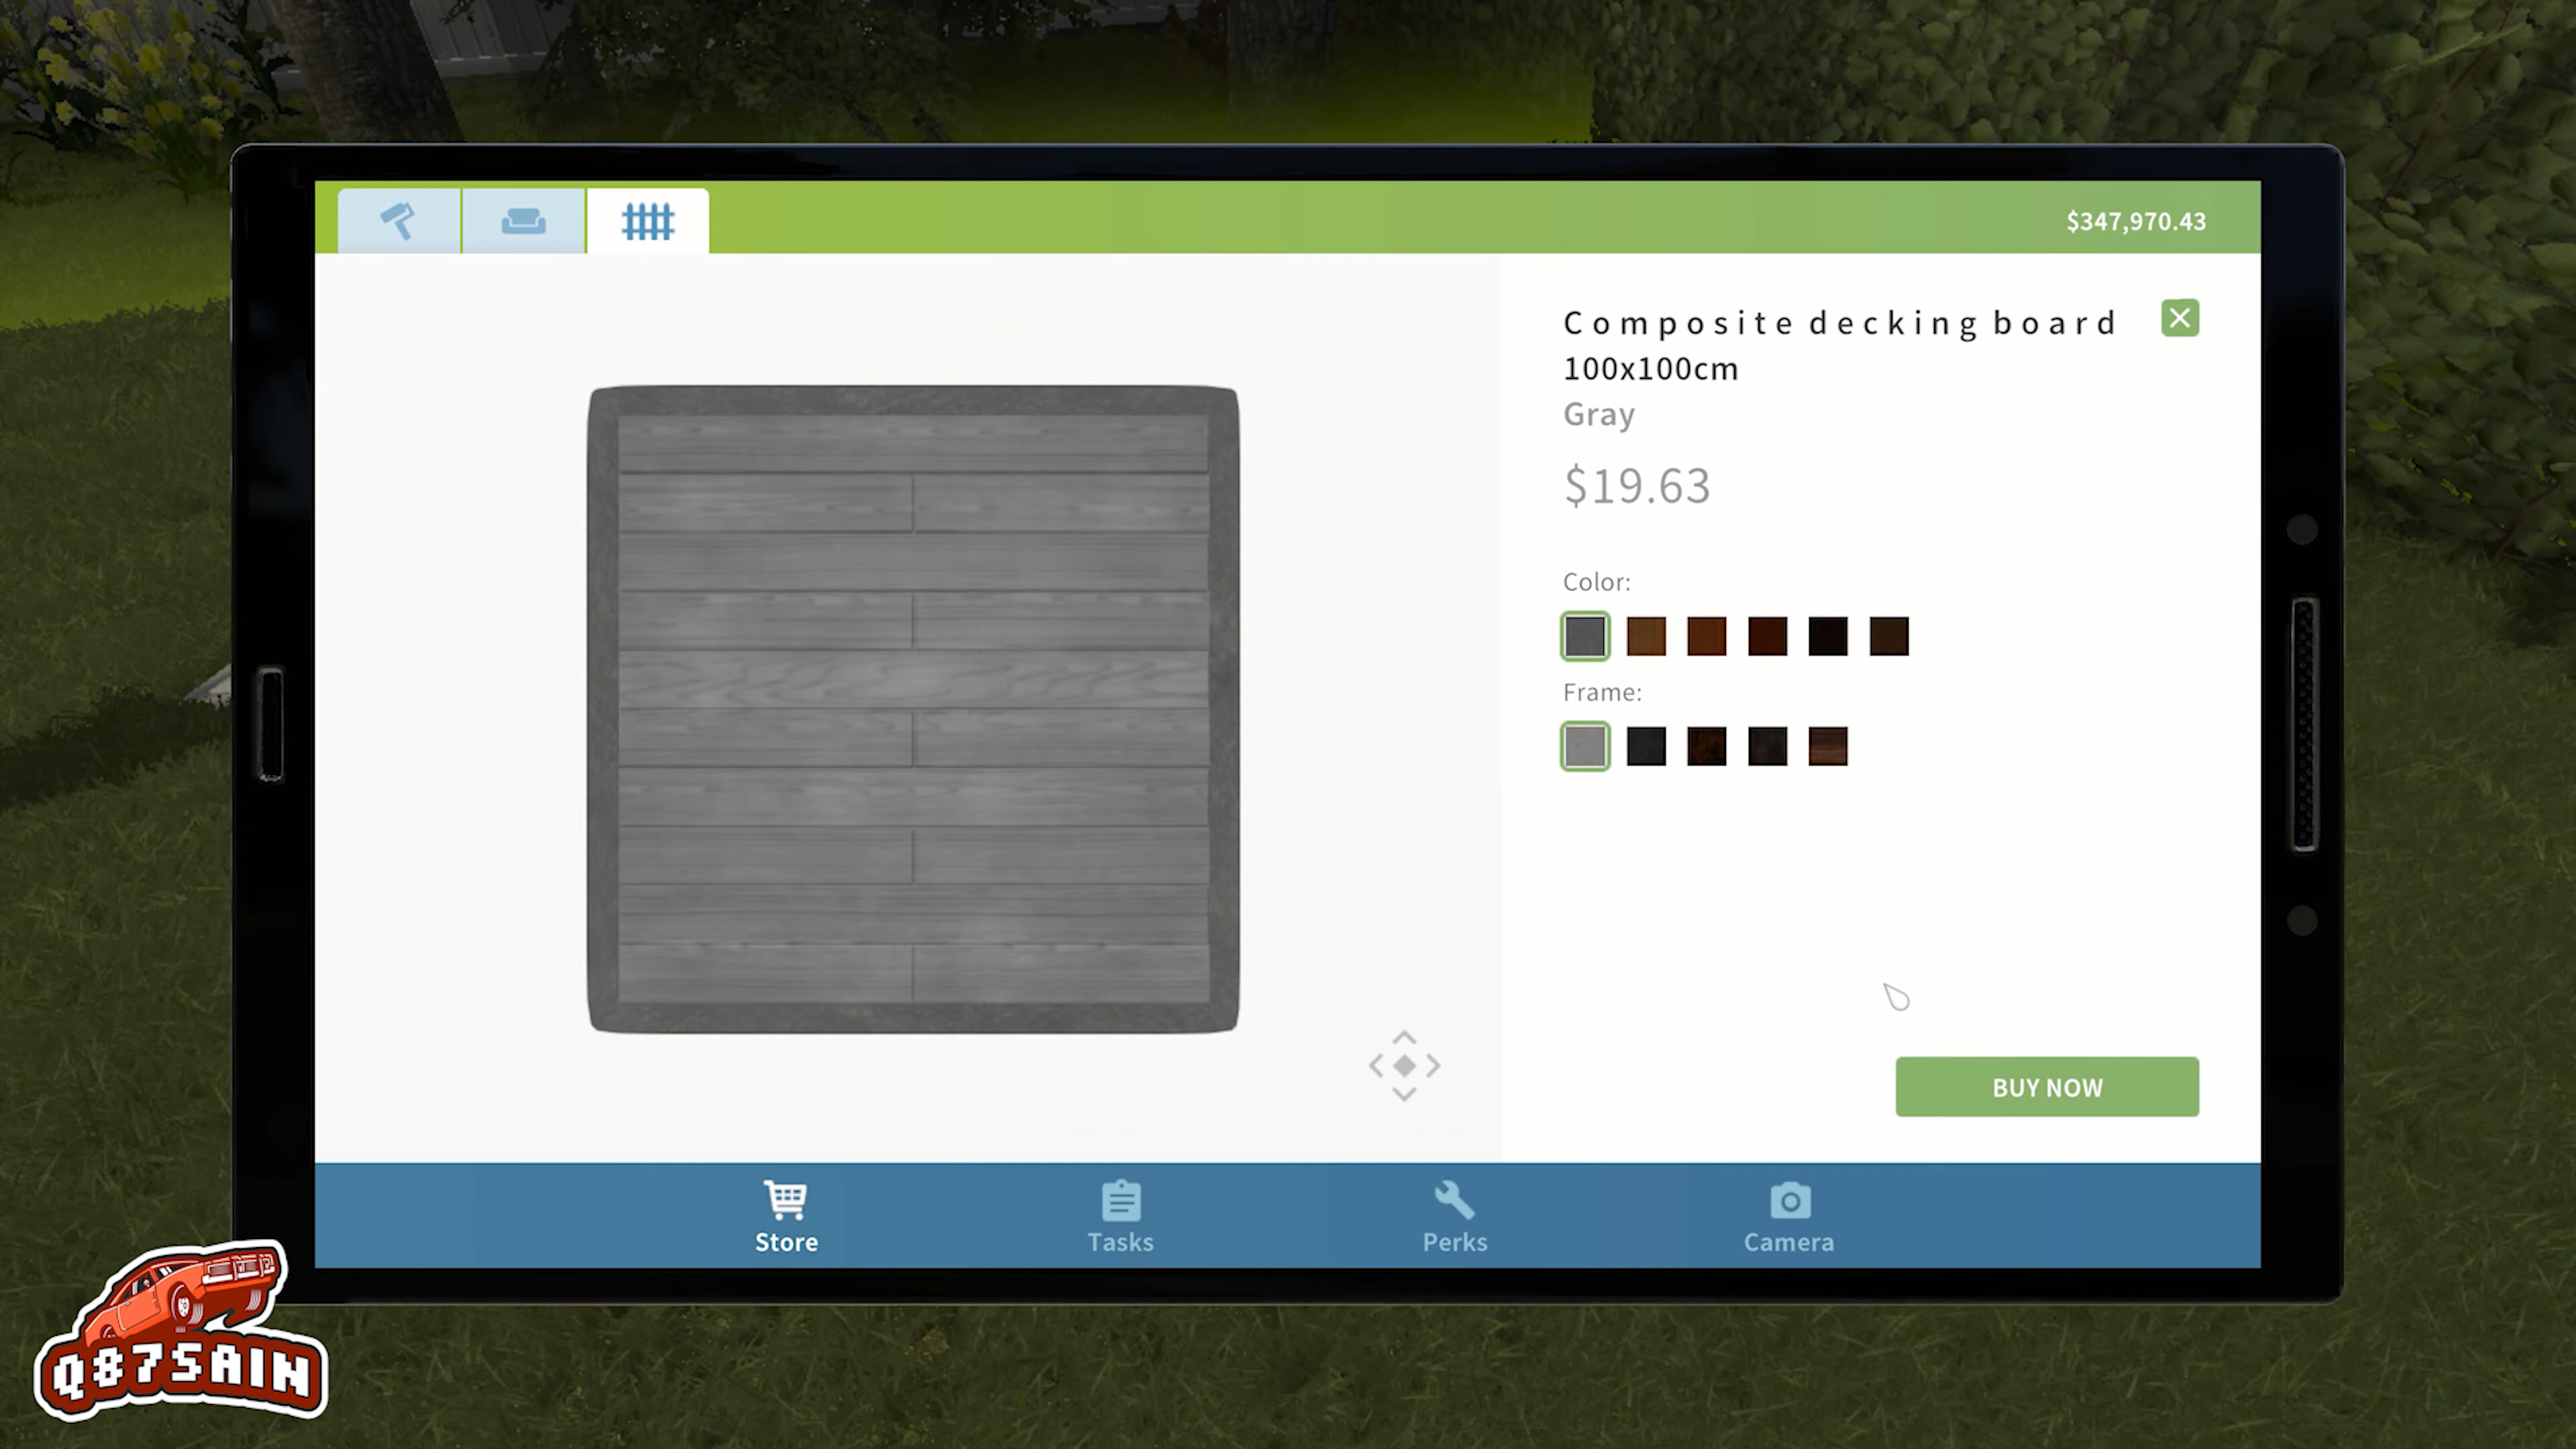 $347,970.43
Composite decking board
100x100cm
Gray
$19.63
Color:
Frame:
BUY NOW
Store
Tasks
Perks
Camera
Q87SAIN